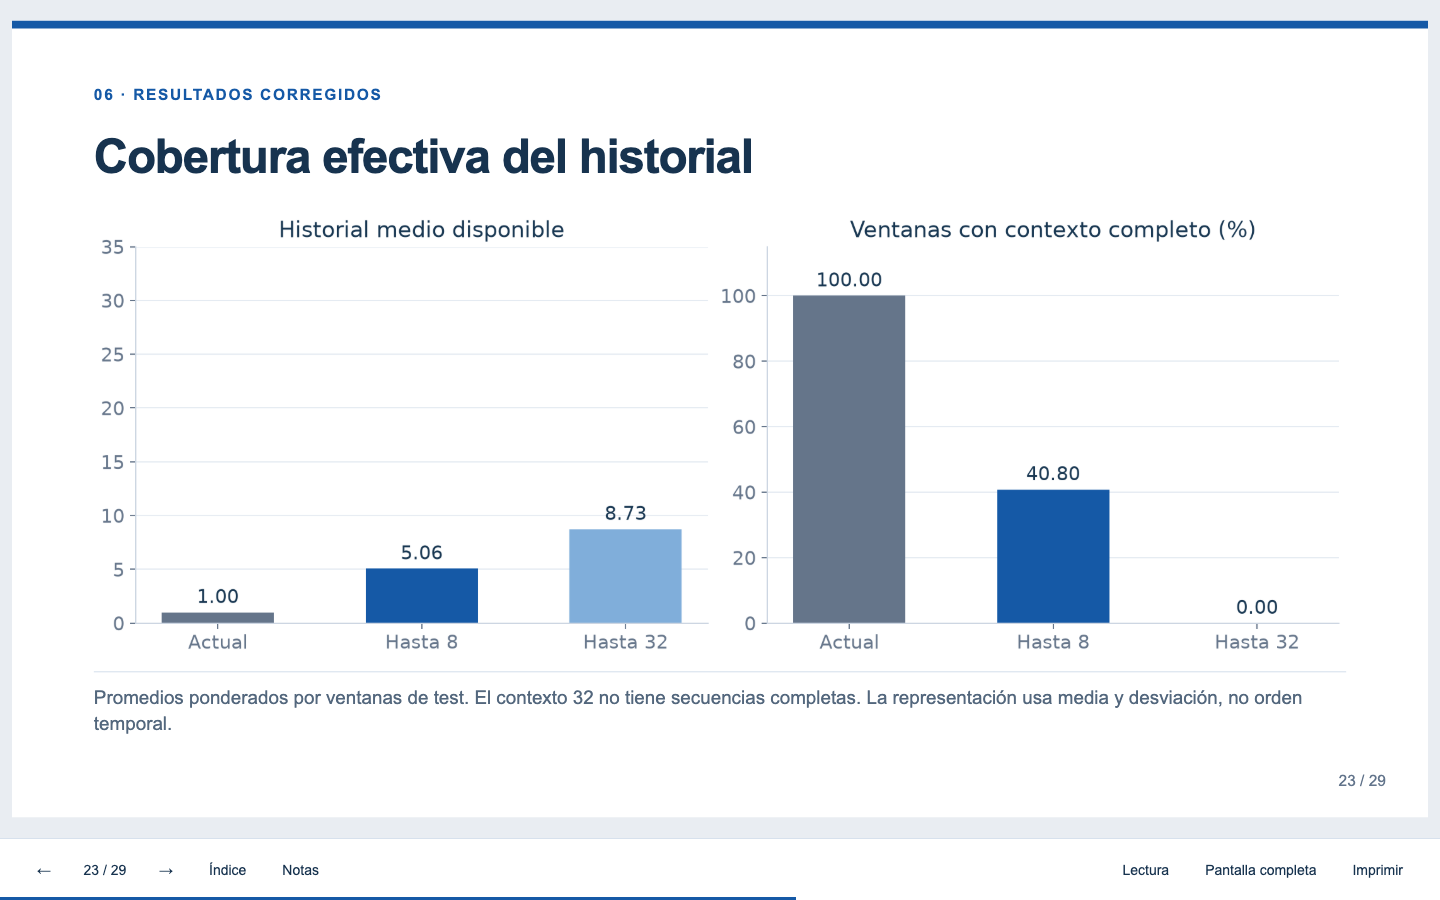 06 · RESULTADOS CORREGIDOS
Cobertura efectiva del historial
Historial medio disponible
35
30
25
20
15
10
5
0
1.00
5.06
8.73
Actual
Hasta 8
Hasta 32
Ventanas con contexto completo (%)
100
80
60
40
20
0
100.00
40.80
0.00
Actual
Hasta 8
Hasta 32
Promedios ponderados por ventanas de test. El contexto 32 no tiene secuencias completas. La representación usa media y desviación, no orden
temporal.
23 / 29
← 23 / 29 → Índice Notas Lectura Pantalla completa Imprimir